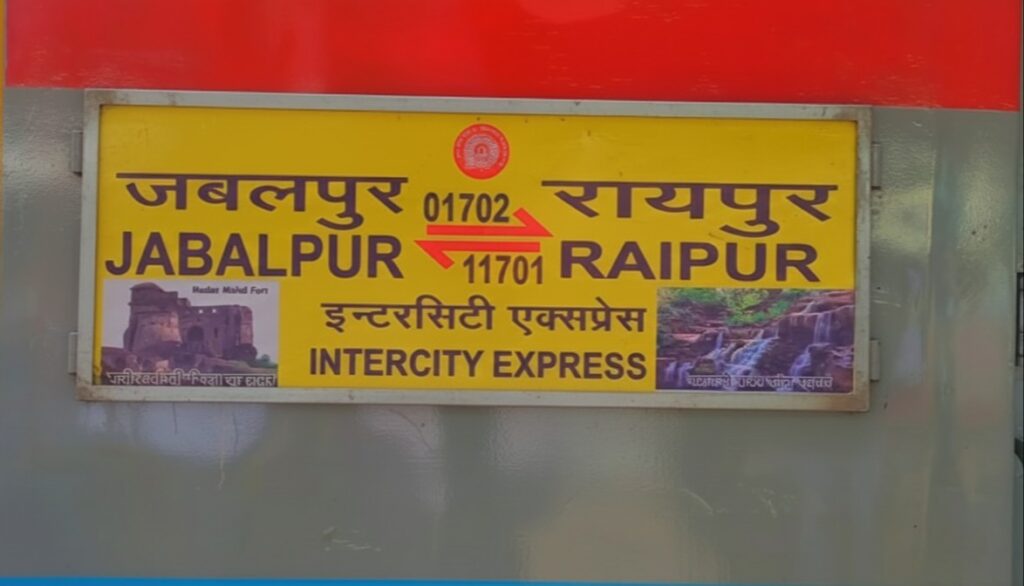 जबलपुर 01702 रायपुर
JABALPUR 11701 RAIPUR
Madan Mahal Fort
इन्टरसिटी एक्सप्रेस
INTERCITY EXPRESS